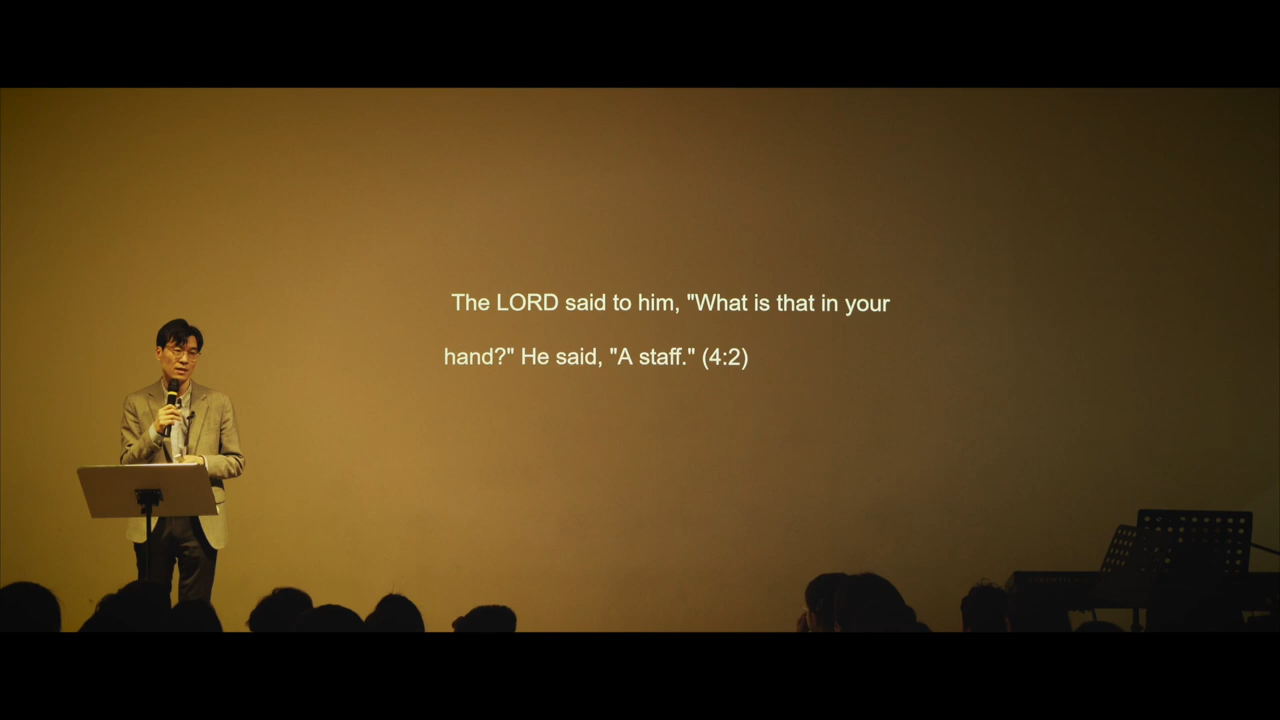 The LORD said to him, "What is that in your
hand?" He said, "A staff." (4:2)